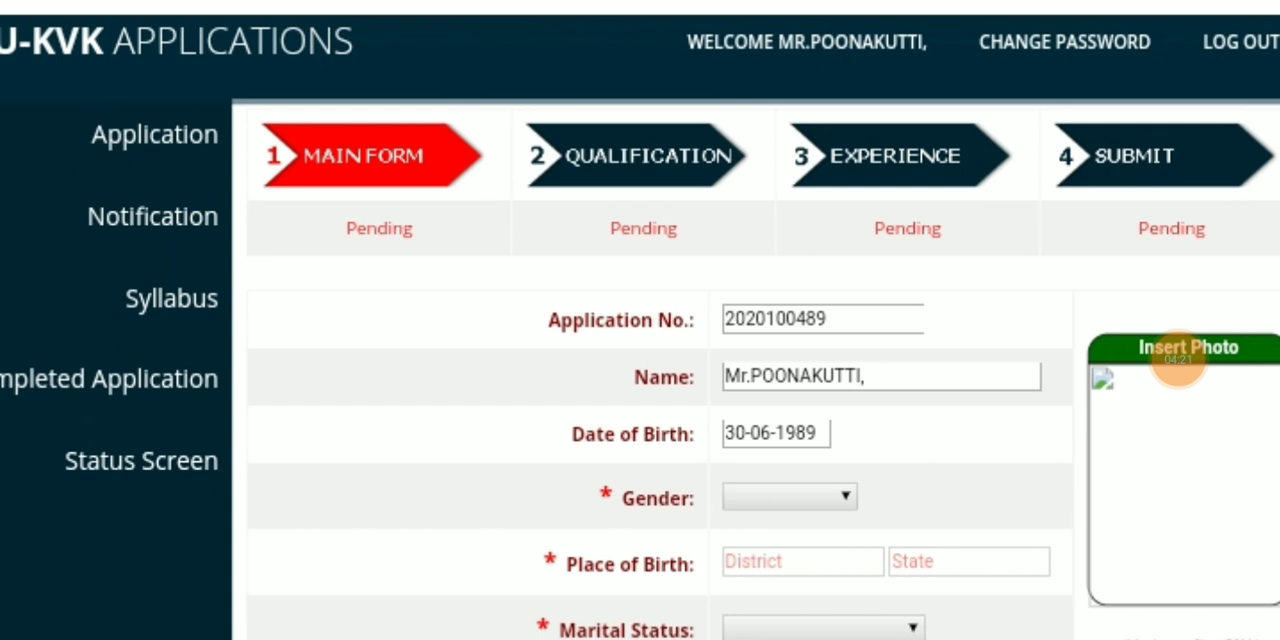 U-KVK APPLICATIONS
WELCOME MR.POONAKUTTI,
CHANGE PASSWORD
LOG OUT
Application
Notification
Syllabus
mpleted Application
Status Screen
1 MAIN FORM
2 QUALIFICATION
3 EXPERIENCE
4 SUBMIT
Pending
Pending
Pending
Pending
Application No.: 2020100489
Name: Mr.POONAKUTTI,
Date of Birth: 30-06-1989
* Gender:
* Place of Birth: District State
* Marital Status:
Insert Photo
04:21